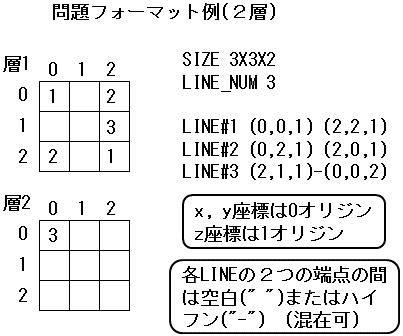 問題フォーマット例(２層)
層1
0 1 2
0 1 2
1 3
2 2 1
層2
0 1 2
0 3
1
2
SIZE 3X3X2
LINE_NUM 3
LINE#1 (0,0,1) (2,2,1)
LINE#2 (0,2,1) (2,0,1)
LINE#3 (2,1,1)-(0,0,2)
x, y座標は0オリジン
z座標は1オリジン
各LINEの２つの端点の間
は空白(" ")またはハイ
フン("-") (混在可)